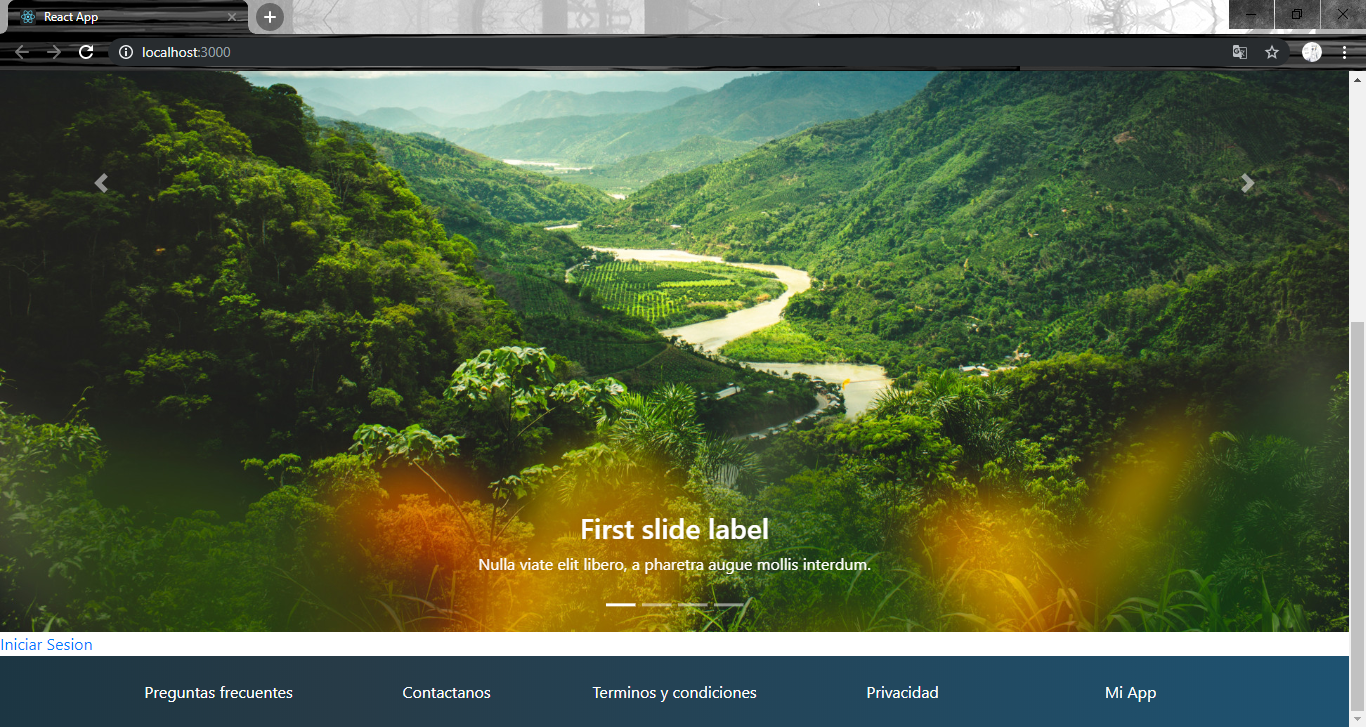 React App
localhost:3000
First slide label
Nulla viate elit libero, a pharetra augue mollis interdum.
Iniciar Sesion
Preguntas frecuentes Contactanos Terminos y condiciones Privacidad Mi App